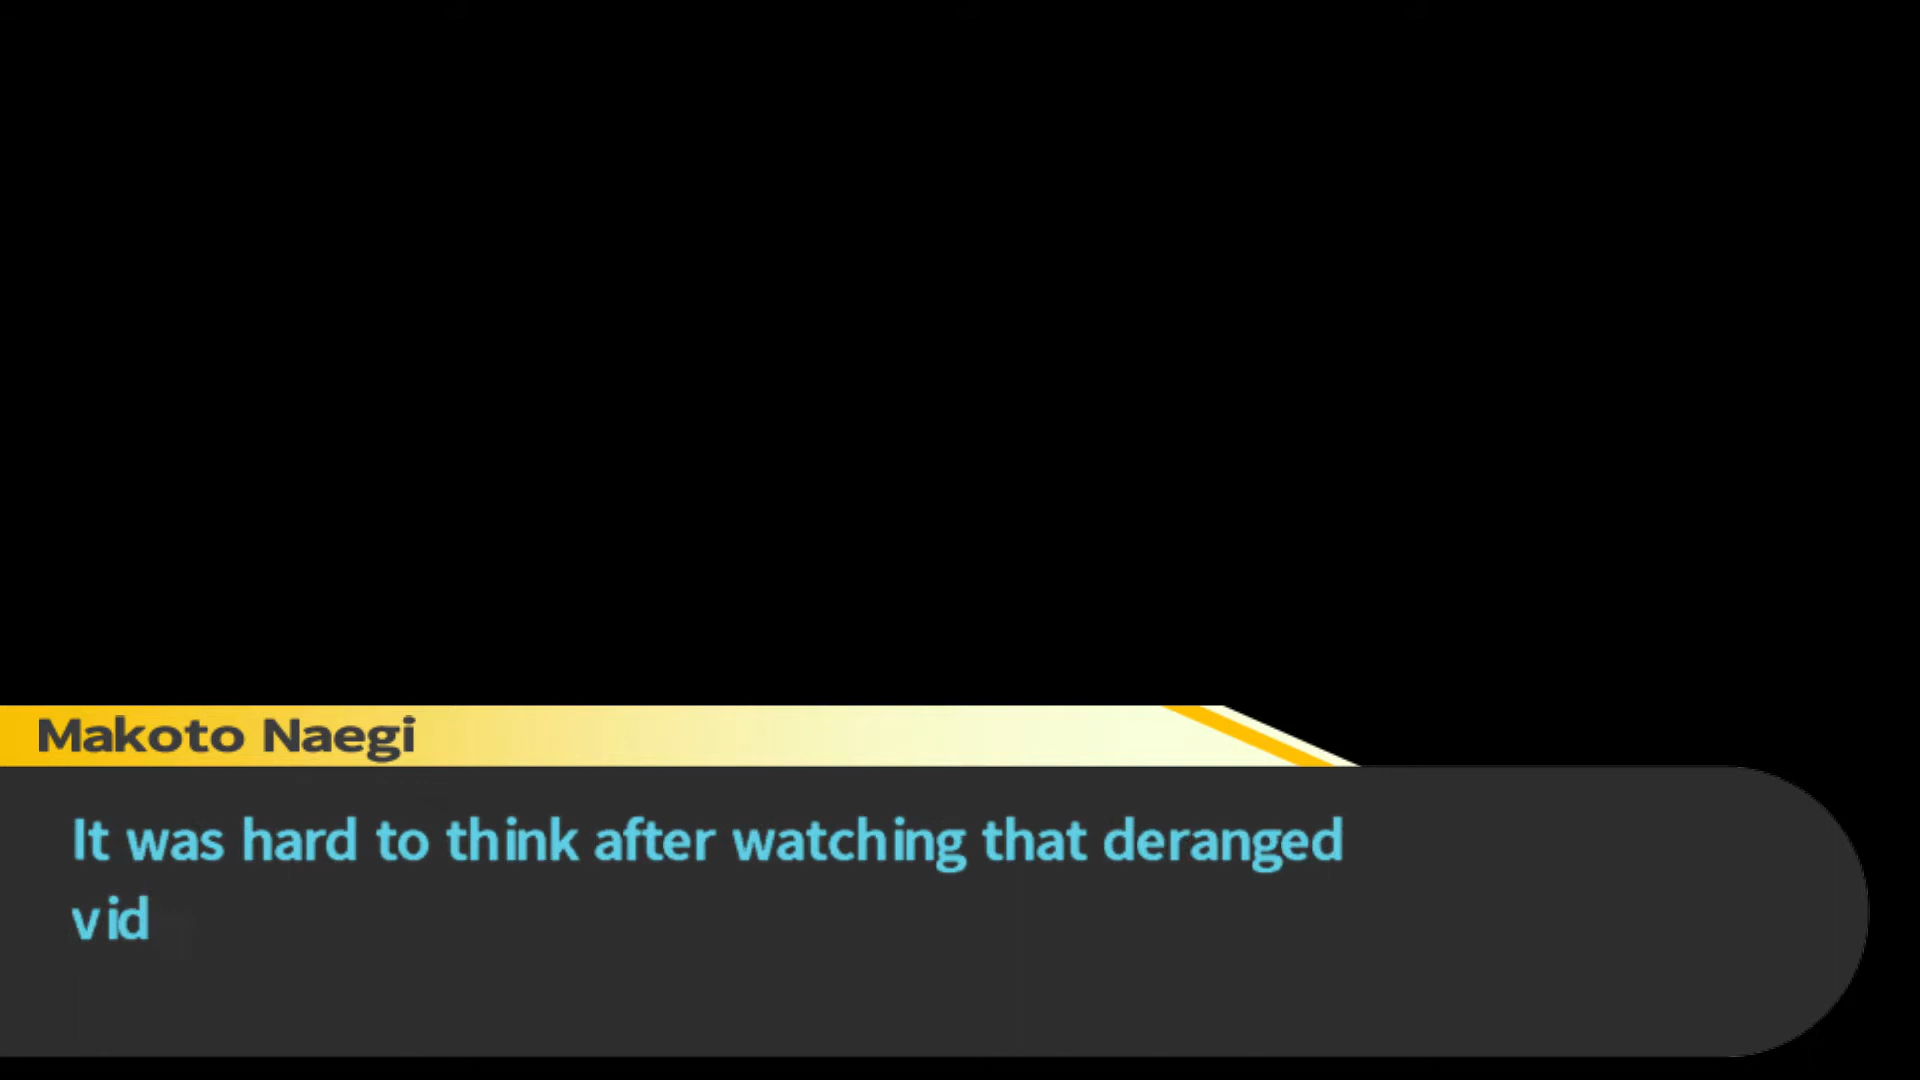 Makoto Naegi
It was hard to think after watching that deranged
vid